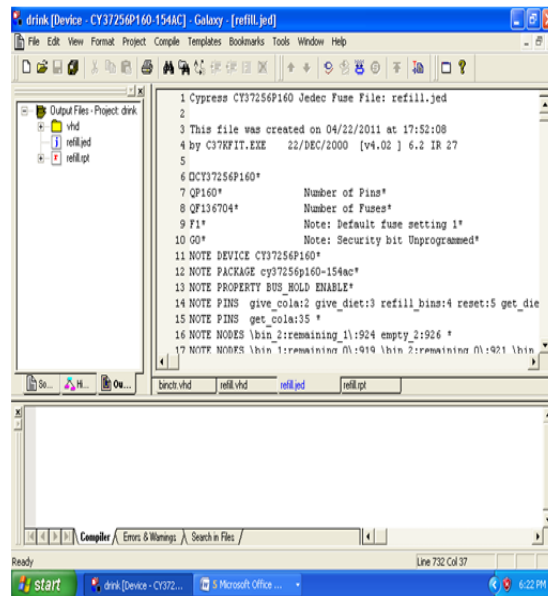 drink [Device - CY37256P160-154AC] - Galaxy - [refill.jed]
File Edit View Format Project Compile Templates Bookmarks Tools Window Help
Output Files - Project: drink
vhd
refill.jed
refill.rpt
1 Cypress CY37256P160 Jedec Fuse File: refill.jed
2
3 This file was created on 04/22/2011 at 17:52:08
4 by C37KFIT.EXE 22/DEC/2000 [v4.02 ] 6.2 IR 27
5
6 CY37256P160*
7 QP160* Number of Pins*
8 QF136704* Number of Fuses*
9 F1* Note: Default fuse setting 1*
10 G0* Note: Security bit Unprogrammed*
11 NOTE DEVICE CY37256P160*
12 NOTE PACKAGE cy37256p160-154ac*
13 NOTE PROPERTY BUS_HOLD ENABLE*
14 NOTE PINS give_cola:2 give_diet:3 refill_bins:4 reset:5 get_die
15 NOTE PINS get_cola:35 *
16 NOTE NODES \bin_2:remaining_1\:924 empty_2:926 *
17 NOTE NODES \bin_1:remaining_0\:919 \bin_2:remaining_0\:921 \bin
So... Hi... Ou...
binctr.vhd refill.vhd refill.jed refill.rpt
Compiler Errors & Warnings Search in Files
Ready Line 732 Col 37
start drink [Device - CY372... 5 Microsoft Office ... 6:22 PM